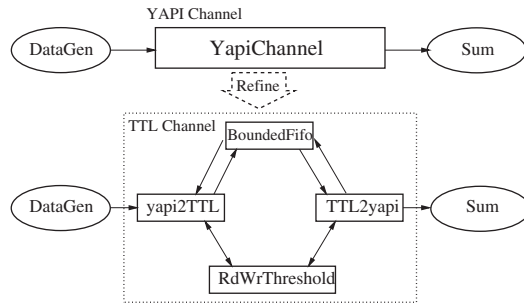 YAPI Channel
DataGen
YapiChannel
Sum
Refine
TTL Channel
BoundedFifo
DataGen
yapi2TTL
TTL2yapi
Sum
RdWrThreshold